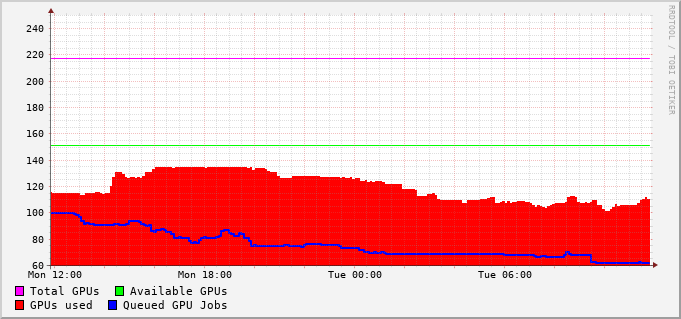 240
220
200
180
160
140
120
100
80
60
Mon 12:00 Mon 18:00 Tue 00:00 Tue 06:00
Total GPUs Available GPUs
GPUs used Queued GPU Jobs
RRDTOOL / TOBI OETIKER